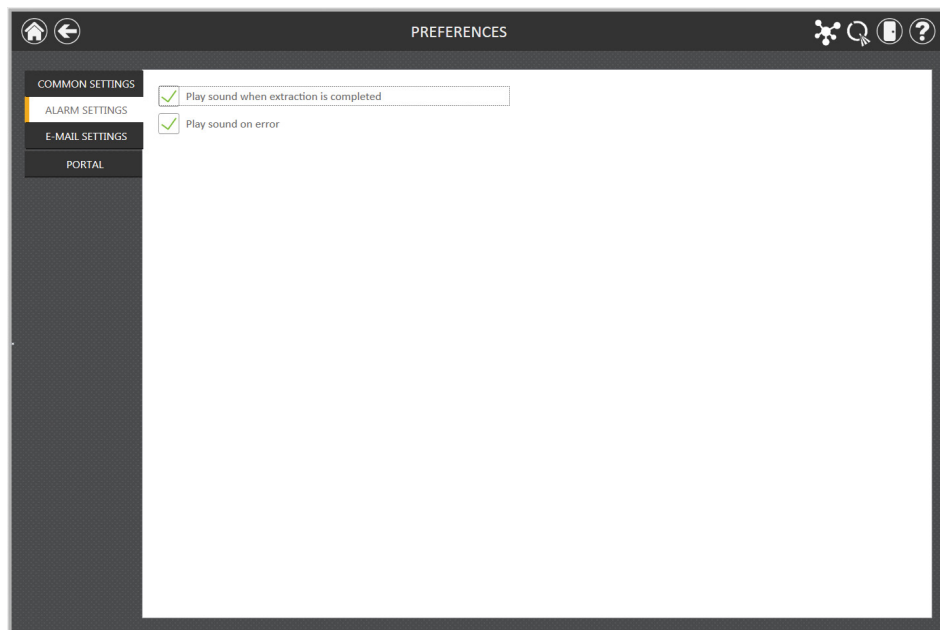 PREFERENCES
?
COMMON SETTINGS
ALARM SETTINGS
E-MAIL SETTINGS
PORTAL
Play sound when extraction is completed
Play sound on error